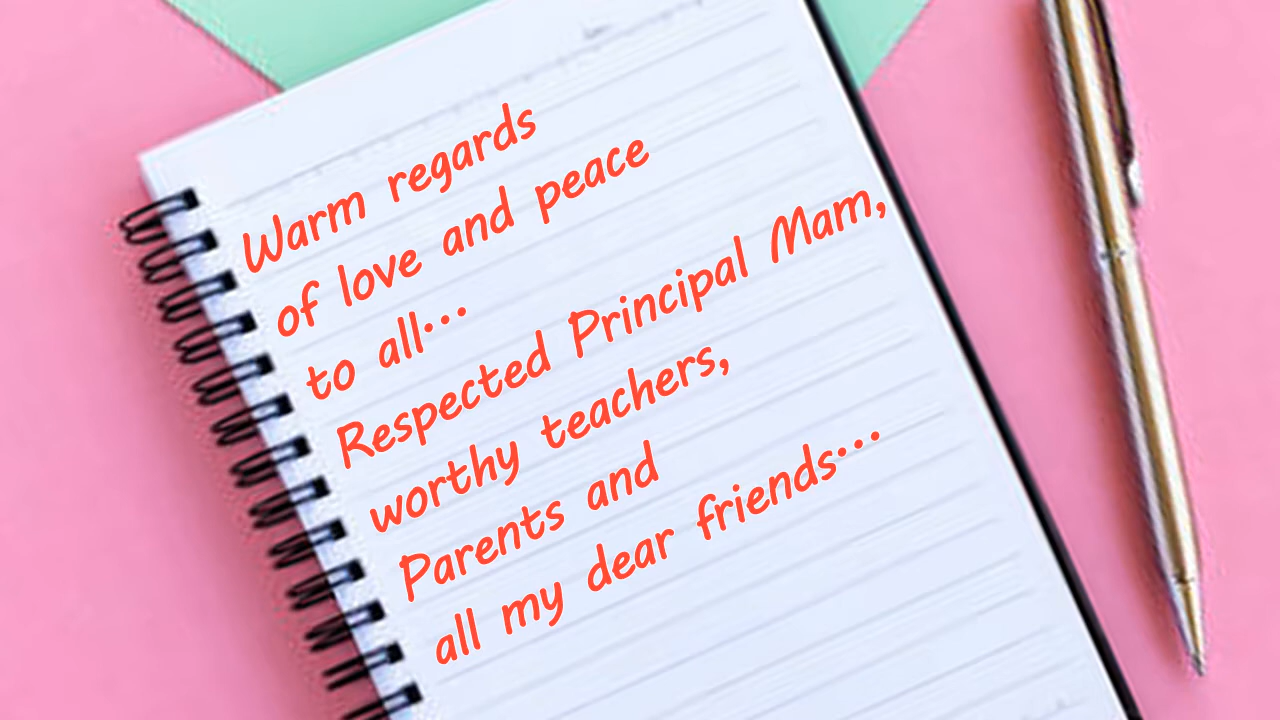 Warm regards
of love and peace
to all...
Respected Principal Mam,
worthy teachers,
Parents and
all my dear friends...